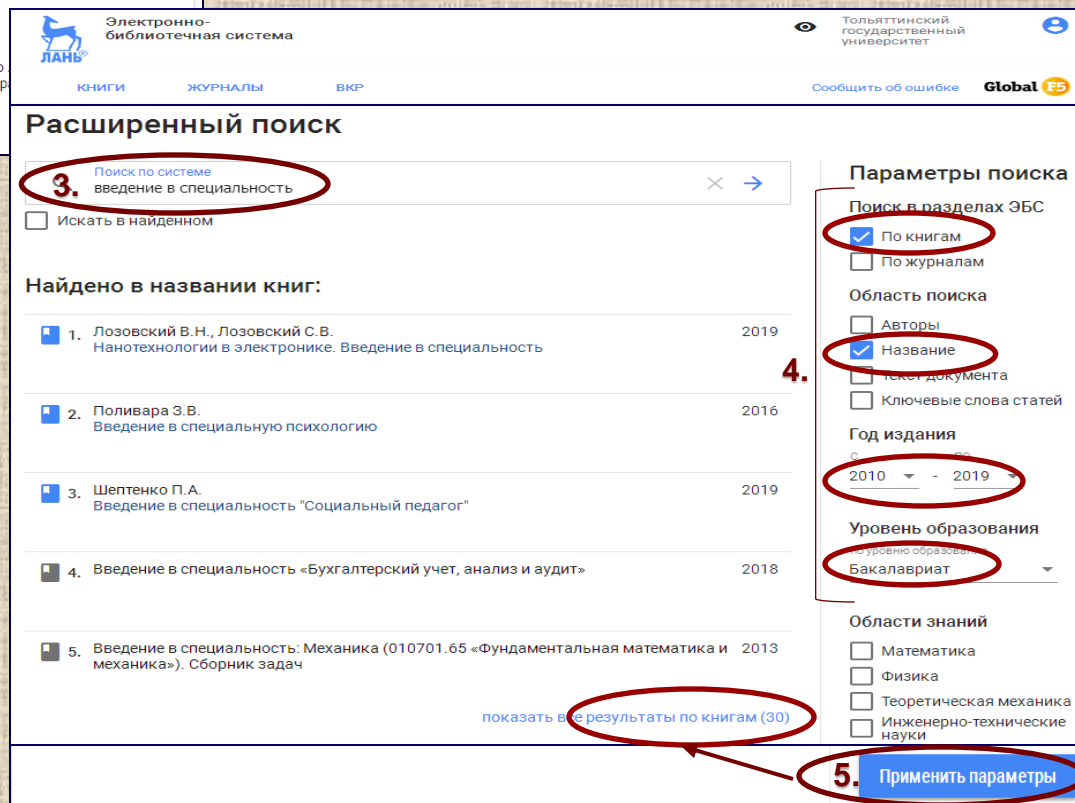 Электронно-
библиотечная система
ЛАНЬ®
Тольяттинский
государственный
университет
КНИГИ ЖУРНАЛЫ ВКР
Сообщить об ошибке Global F5
Расширенный поиск
Поиск по системе
3. введение в специальность
Искать в найденном
Найдено в названии книг:
1. Лозовский В.Н., Лозовский С.В. 2019
Нанотехнологии в электронике. Введение в специальность
2. Поливара З.В. 2016
Введение в специальную психологию
3. Шептенко П.А. 2019
Введение в специальность "Социальный педагог"
4. Введение в специальность «Бухгалтерский учет, анализ и аудит» 2018
5. Введение в специальность: Механика (010701.65 «Фундаментальная математика и 2013
механика»). Сборник задач
показать все результаты по книгам (30)
Параметры поиска
Поиск в разделах ЭБС
По книгам
По журналам
Область поиска
Авторы
Название
4.
Текст документа
Ключевые слова статей
Год издания
с по
2010 - 2019
Уровень образования
по уровню образования
Бакалавриат
Области знаний
Математика
Физика
Теоретическая механика
Инженерно-технические
науки
5. Применить параметры